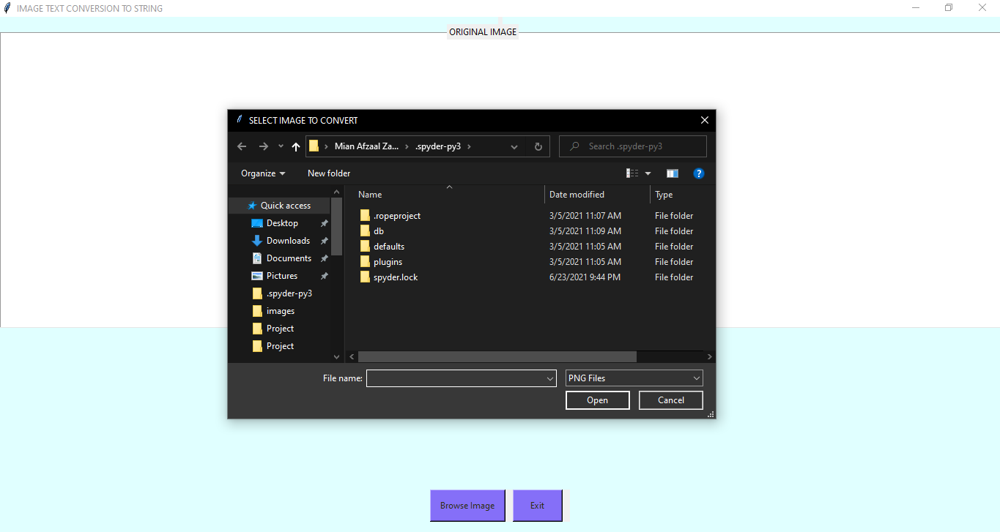 IMAGE TEXT CONVERSION TO STRING
ORIGINAL IMAGE
SELECT IMAGE TO CONVERT
Mian Afzaal Za... .spyder-py3 Search .spyder-py3
Organize New folder ?
Name Date modified Type
Quick access
Desktop
Downloads
Documents
Pictures
.spyder-py3
images
Project
Project
.ropeproject 3/5/2021 11:07 AM File folder
db 3/5/2021 11:09 AM File folder
defaults 3/5/2021 11:05 AM File folder
plugins 3/5/2021 11:05 AM File folder
spyder.lock 6/23/2021 9:44 PM File folder
File name: PNG Files
Open Cancel
Browse Image Exit